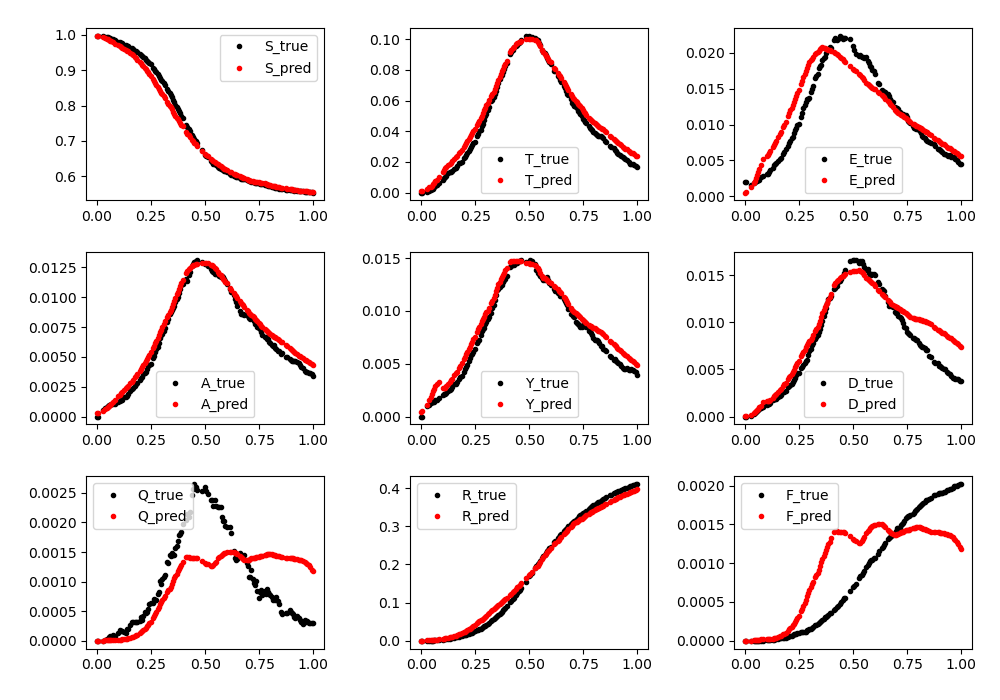 1.0
0.9
0.8
0.7
0.6
0.00 0.25 0.50 0.75 1.00
S_true
S_pred
0.10
0.08
0.06
0.04
0.02
0.00
0.00 0.25 0.50 0.75 1.00
T_true
T_pred
0.020
0.015
0.010
0.005
0.000
0.00 0.25 0.50 0.75 1.00
E_true
E_pred
0.0125
0.0100
0.0075
0.0050
0.0025
0.0000
0.00 0.25 0.50 0.75 1.00
A_true
A_pred
0.015
0.010
0.005
0.000
0.00 0.25 0.50 0.75 1.00
Y_true
Y_pred
0.015
0.010
0.005
0.000
0.00 0.25 0.50 0.75 1.00
D_true
D_pred
0.0025
0.0020
0.0015
0.0010
0.0005
0.0000
0.00 0.25 0.50 0.75 1.00
Q_true
Q_pred
0.4
0.3
0.2
0.1
0.0
0.00 0.25 0.50 0.75 1.00
R_true
R_pred
0.0020
0.0015
0.0010
0.0005
0.0000
0.00 0.25 0.50 0.75 1.00
F_true
F_pred